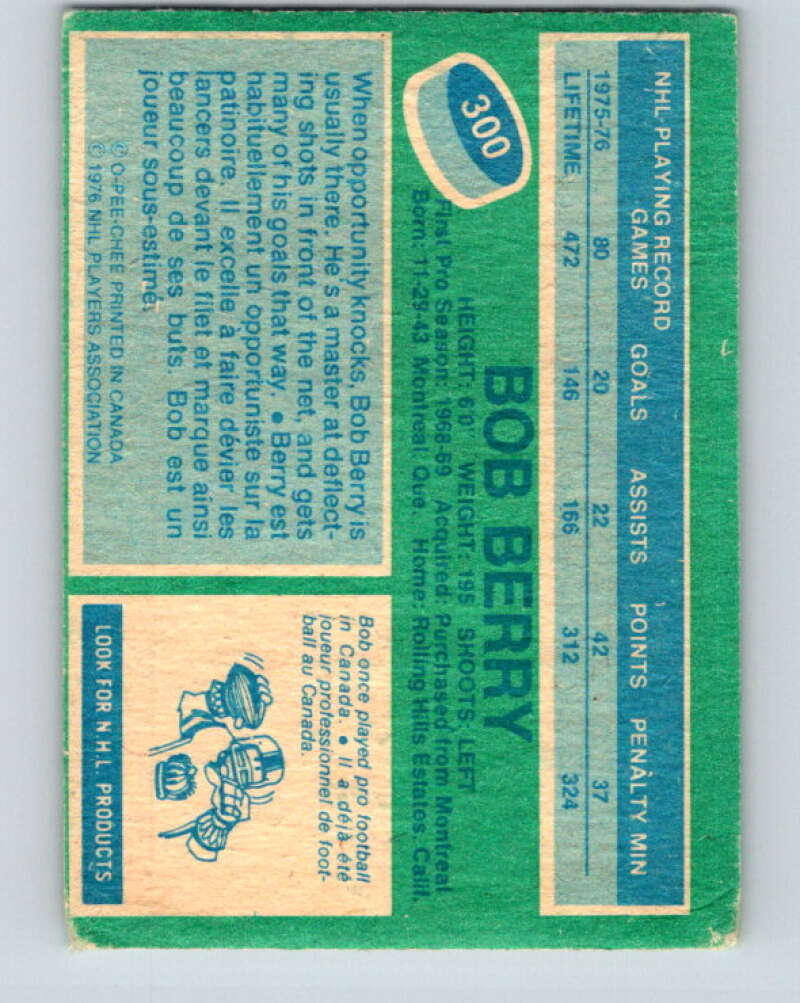 NHL PLAYING RECORD
GAMES GOALS ASSISTS POINTS PENALTY MIN
1975-76 80 20 22 42 37
LIFETIME 472 146 166 312 324
300
BOB BERRY
HEIGHT: 6'0" WEIGHT: 195 SHOOTS: LEFT
First Pro Season: 1968-69 Acquired: Purchased from Montreal
Born: 11-29-43 Montreal, Que. Home: Rolling Hills Estates, Calif.
When opportunity knocks, Bob Berry is
usually there. He's a master at deflect-
ing shots in front of the net, and gets
many of his goals that way. • Berry est
habituellement un opportuniste sur la
patinoire. Il excelle à faire dévier les
lancers devant le filet et marque ainsi
beaucoup de ses buts. Bob est un
joueur sous-estimé.
© O-PEE-CHEE PRINTED IN CANADA
© 1976 NHL PLAYERS ASSOCIATION
Bob once played pro football
in Canada. • Il a déjà été
joueur professionnel de foot-
ball au Canada.
LOOK FOR N.H.L. PRODUCTS